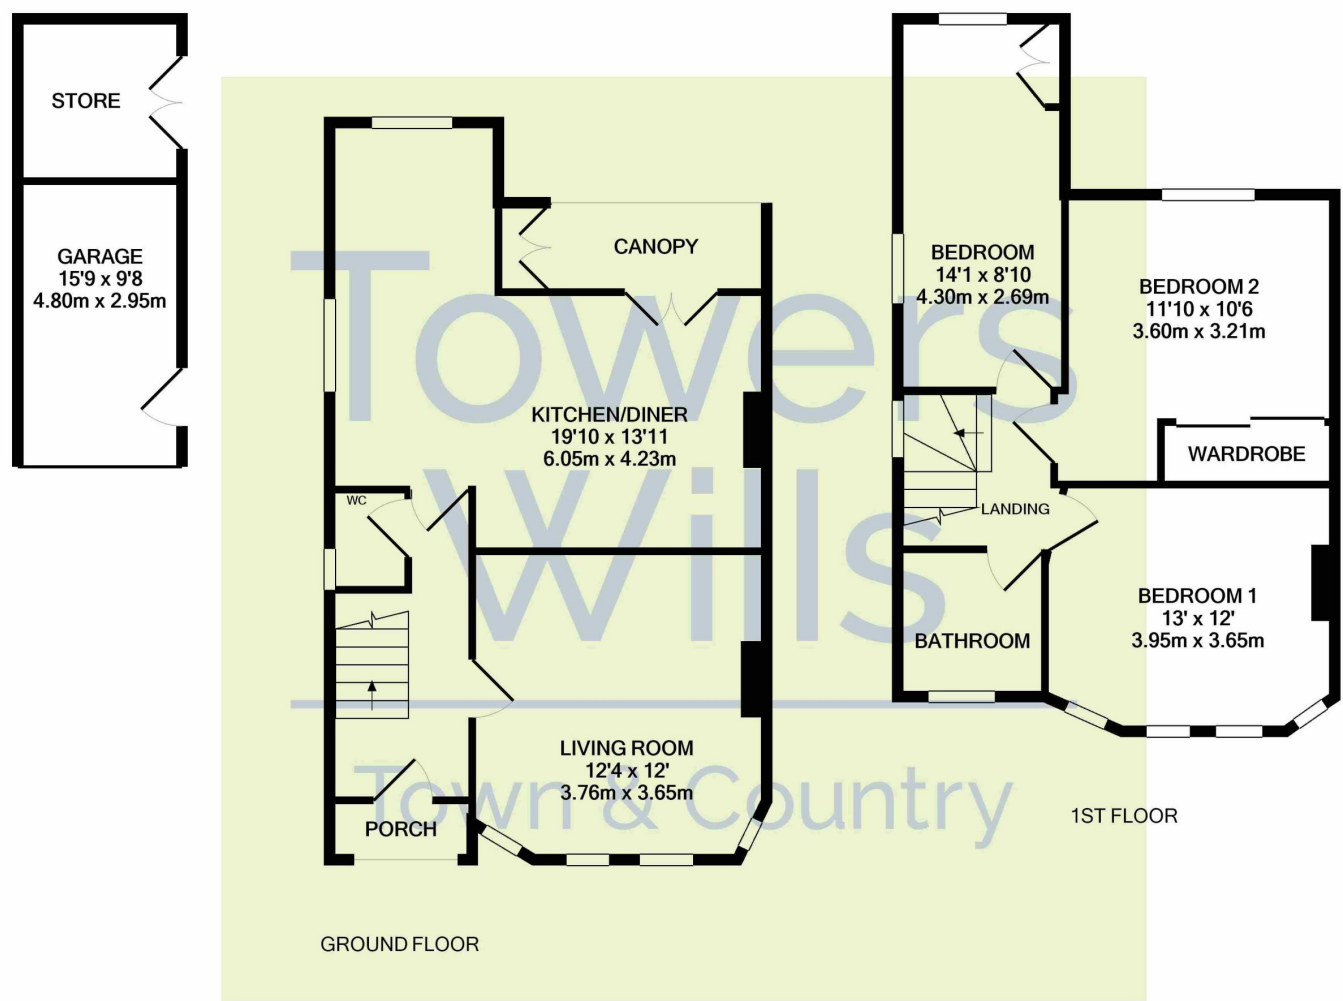 STORE
GARAGE
15'9 x 9'8
4.80m x 2.95m
CANOPY
KITCHEN/DINER
19'10 x 13'11
6.05m x 4.23m
WC
LIVING ROOM
12'4 x 12'
3.76m x 3.65m
PORCH
GROUND FLOOR
BEDROOM
14'1 x 8'10
4.30m x 2.69m
BEDROOM 2
11'10 x 10'6
3.60m x 3.21m
WARDROBE
LANDING
BEDROOM 1
13' x 12'
3.95m x 3.65m
BATHROOM
1ST FLOOR
Towers
Wills
Town & Country